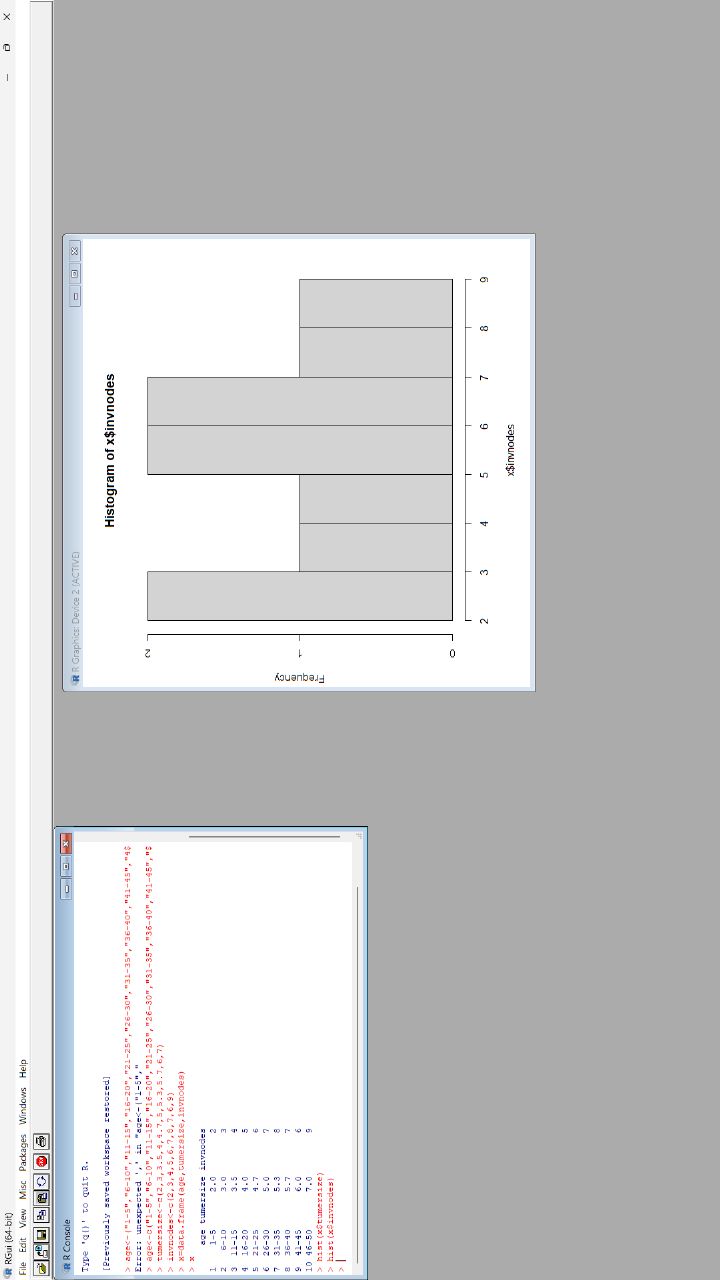 RGui (64-bit)
File Edit View Misc Packages Windows Help
R Console
Type 'q()' to quit R.
[Previously saved workspace restored]
> age<-("1-5","6-10","11-15","16-20","21-25","26-30","31-35","36-40","41-45","4$
Error: unexpected ',' in "age<-("1-5","
> age<-c("1-5","6-10","11-15","16-20","21-25","26-30","31-35","36-40","41-45","$
> tumersize<-c(2,3,3.5,4,4.7,5,5.3,5.7,6,7)
> invnodes<-c(2,3,4,5,6,7,8,7,6,9)
> x=data.frame(age,tumersize,invnodes)
> x
age tumersize invnodes
1 1-5 2.0 2
2 6-10 3.0 3
3 11-15 3.5 4
4 16-20 4.0 5
5 21-25 4.7 6
6 26-30 5.0 7
7 31-35 5.3 8
8 36-40 5.7 7
9 41-45 6.0 6
10 46-50 7.0 9
> hist(x$tumersize)
> hist(x$invnodes)
>
R Graphics: Device 2 (ACTIVE)
Histogram of x$invnodes
Frequency
0 1 2
2 3 4 5 6 7 8 9
x$invnodes